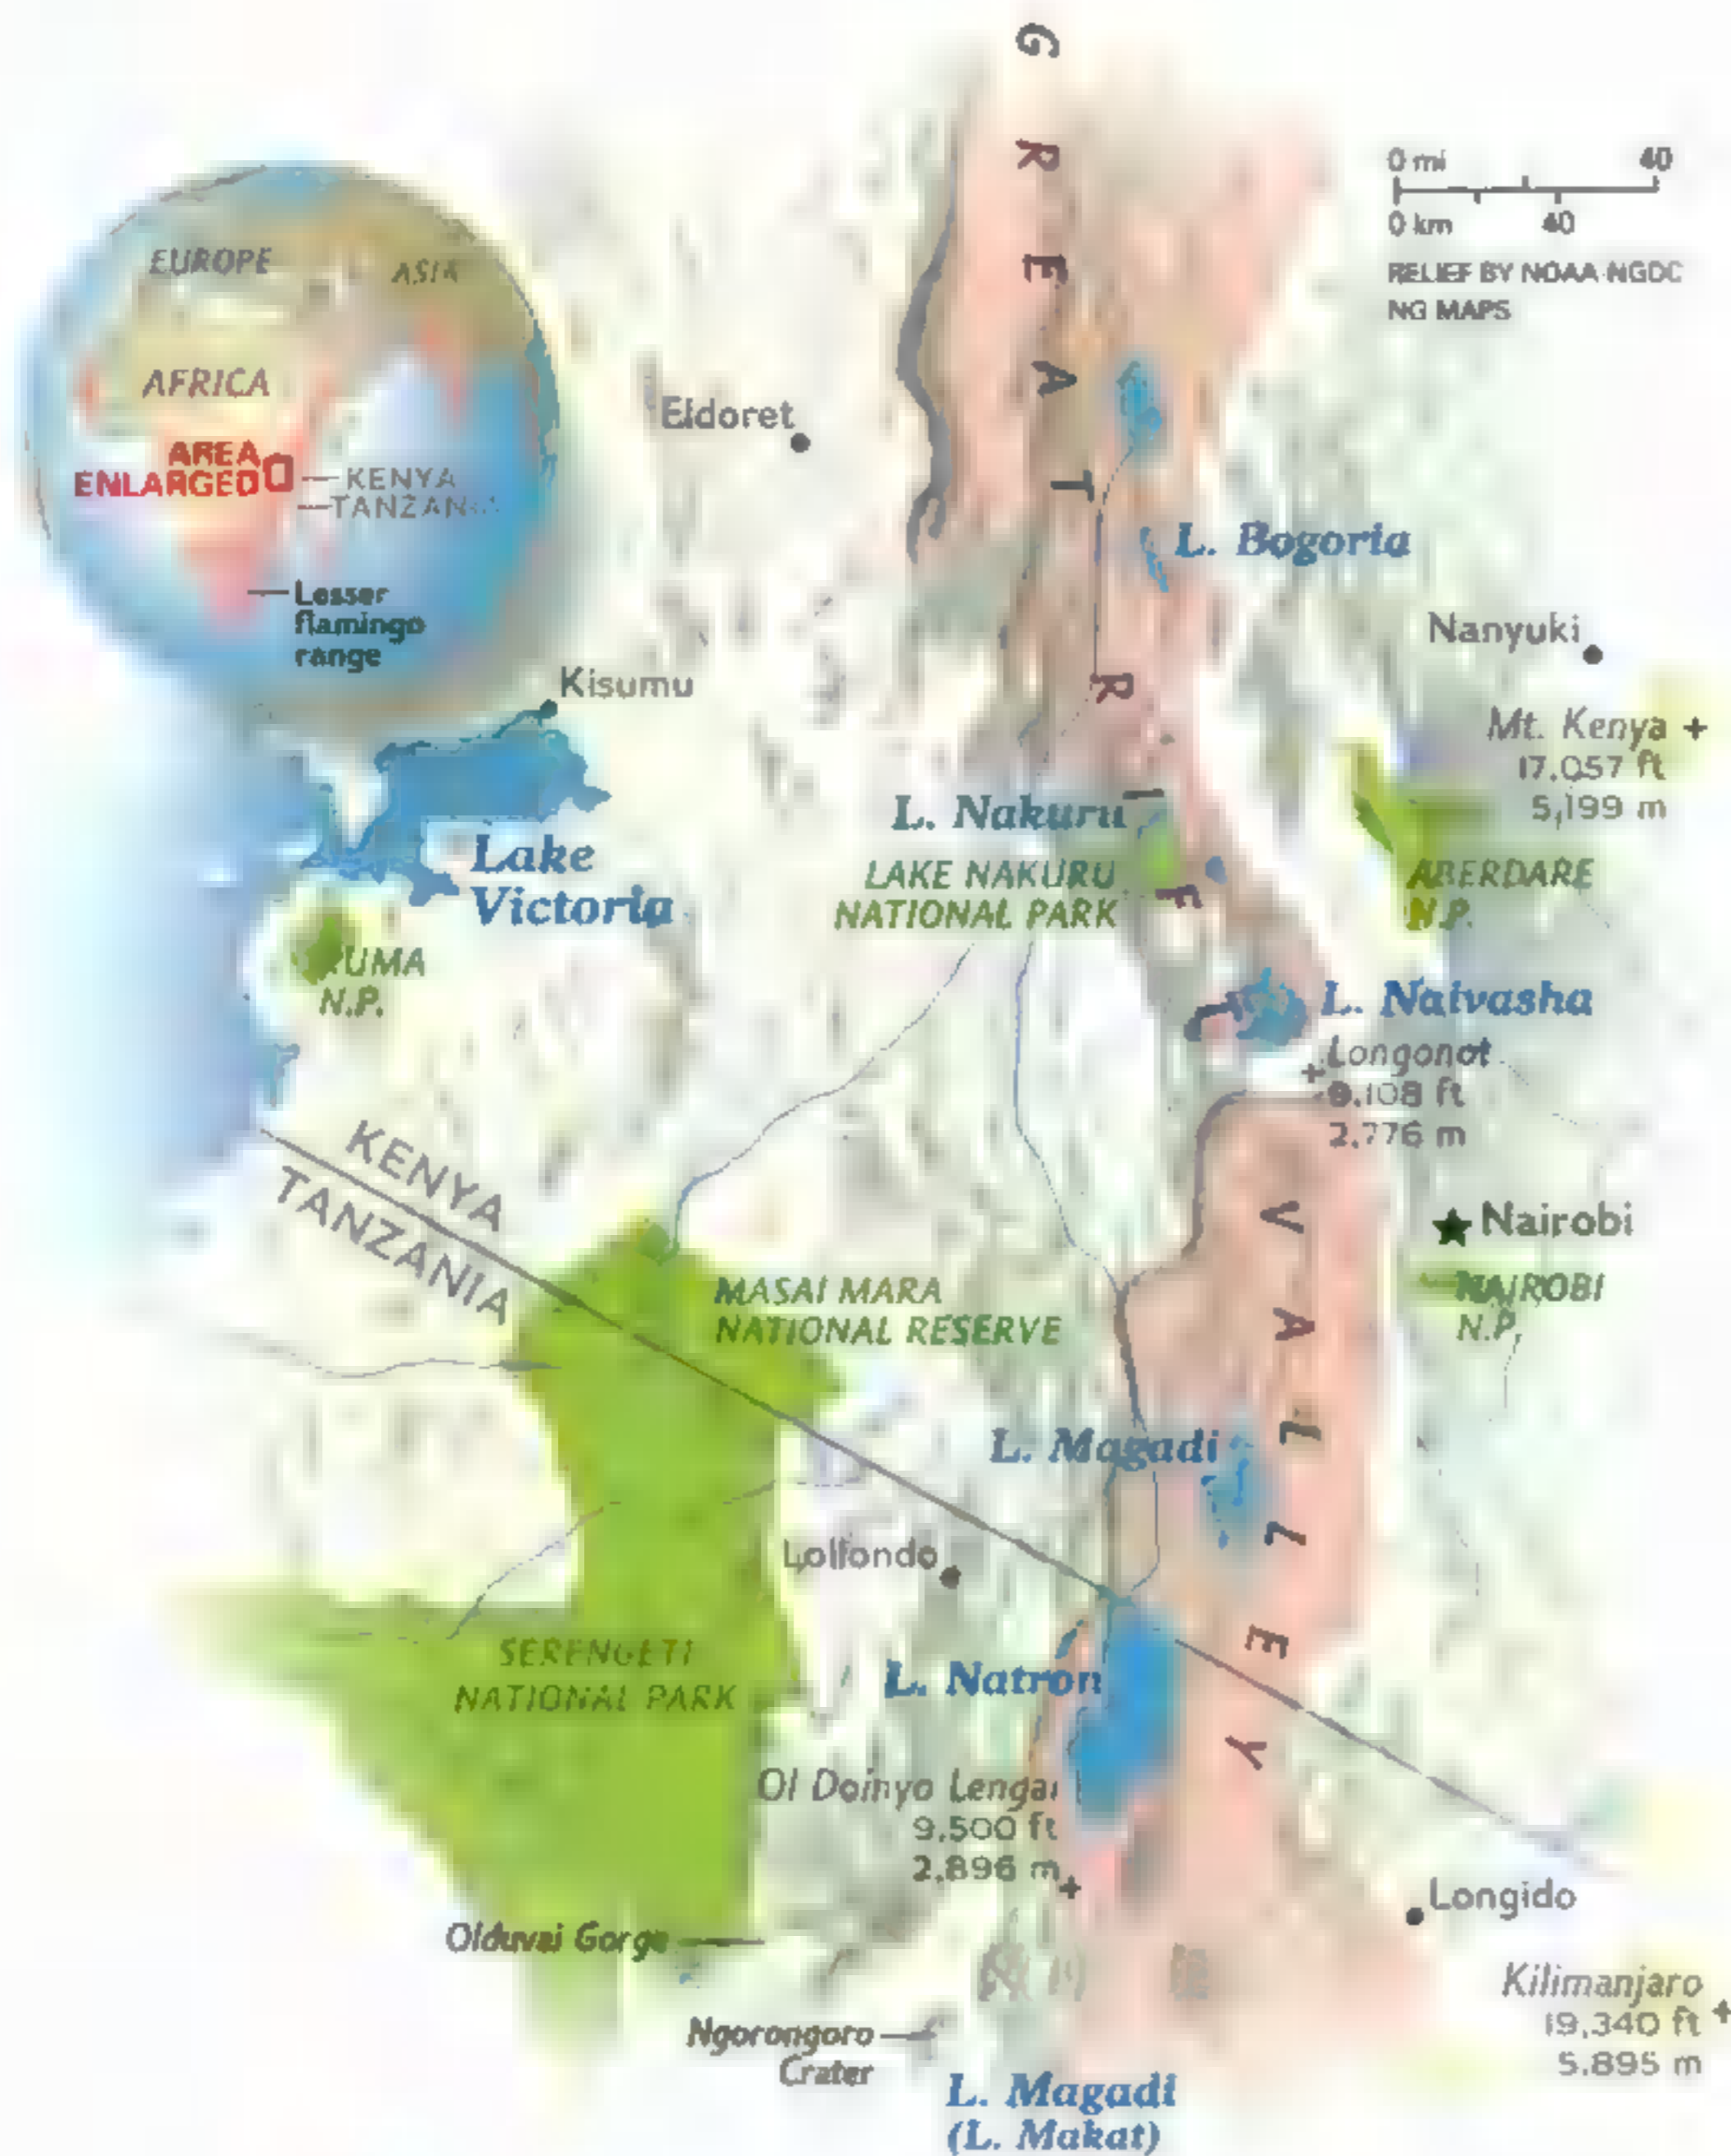 GREAT RIFT VALLEY
0 mi 40
0 km 40
RELIEF BY NOAA NGDC
NG MAPS
EUROPE
ASIA
AFRICA
AREA
ENLARGED
KENYA
Lesser
flamingo
range
Eldoret
L. Bogoria
Nanyuki
Kisumu
Mt. Kenya
17,057 ft
5,199 m
L. Nakuru
LAKE NAKURU
NATIONAL PARK
Lake
Victoria
ABERDARE
N.P.
N.P.
L. Naivasha
Longonot
9,108 ft
2,776 m
KENYA
TANZANIA
Nairobi
NAIROBI
N.P.
MASAI MARA
NATIONAL RESERVE
L. Magadi
SERENGETI
NATIONAL PARK
L. Natron
Ol Doinyo Lengai
9,500 ft
2,896 m
Longido
Olduvai Gorge
Kilimanjaro
19,340 ft
5,895 m
Ngorongoro
Crater
L. Magadi
(L. Makat)